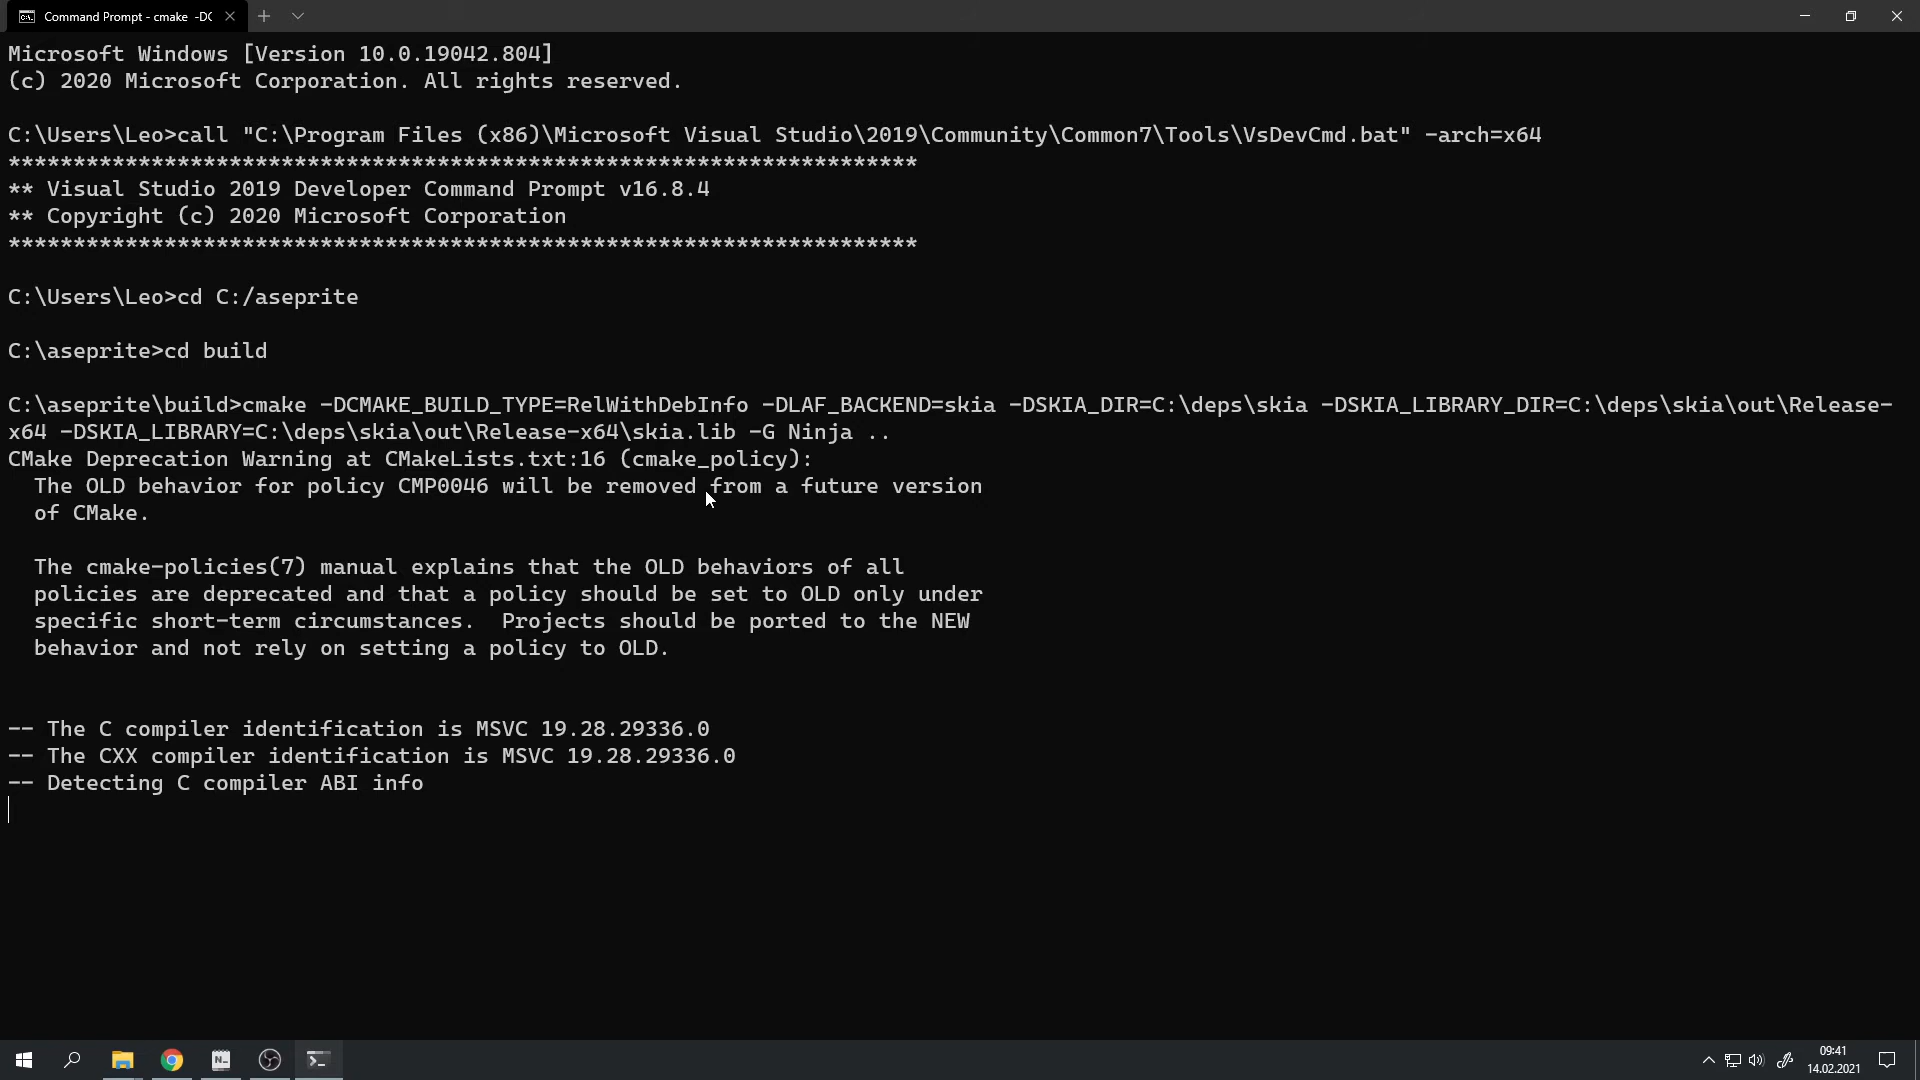 Command Prompt - cmake -DC
Microsoft Windows [Version 10.0.19042.804]
(c) 2020 Microsoft Corporation. All rights reserved.
C:\Users\Leo>call "C:\Program Files (x86)\Microsoft Visual Studio\2019\Community\Common7\Tools\VsDevCmd.bat" -arch=x64
**********************************************************************
** Visual Studio 2019 Developer Command Prompt v16.8.4
** Copyright (c) 2020 Microsoft Corporation
**********************************************************************
C:\Users\Leo>cd C:/aseprite
C:\aseprite>cd build
C:\aseprite\build>cmake -DCMAKE_BUILD_TYPE=RelWithDebInfo -DLAF_BACKEND=skia -DSKIA_DIR=C:\deps\skia -DSKIA_LIBRARY_DIR=C:\deps\skia\out\Release-
x64 -DSKIA_LIBRARY=C:\deps\skia\out\Release-x64\skia.lib -G Ninja ..
CMake Deprecation Warning at CMakeLists.txt:16 (cmake_policy):
  The OLD behavior for policy CMP0046 will be removed from a future version
  of CMake.
  The cmake-policies(7) manual explains that the OLD behaviors of all
  policies are deprecated and that a policy should be set to OLD only under
  specific short-term circumstances.  Projects should be ported to the NEW
  behavior and not rely on setting a policy to OLD.
-- The C compiler identification is MSVC 19.28.29336.0
-- The CXX compiler identification is MSVC 19.28.29336.0
-- Detecting C compiler ABI info
09:41
14.02.2021